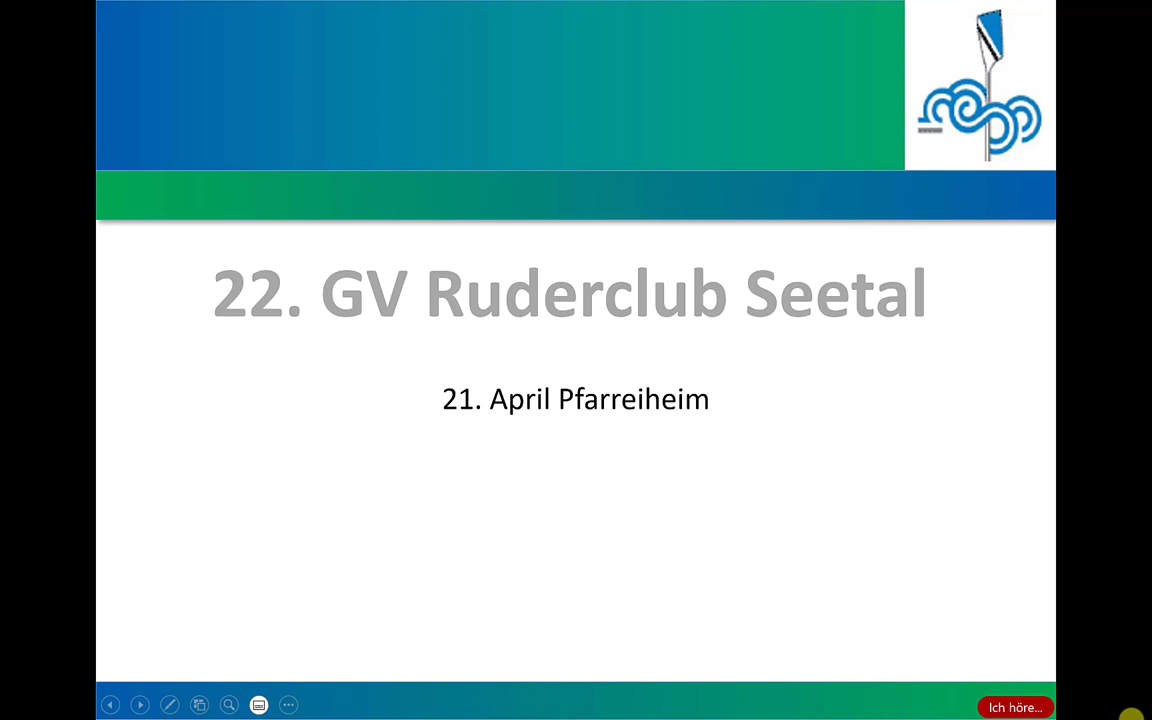 22. GV Ruderclub Seetal
21. April Pfarreiheim
Ich höre...